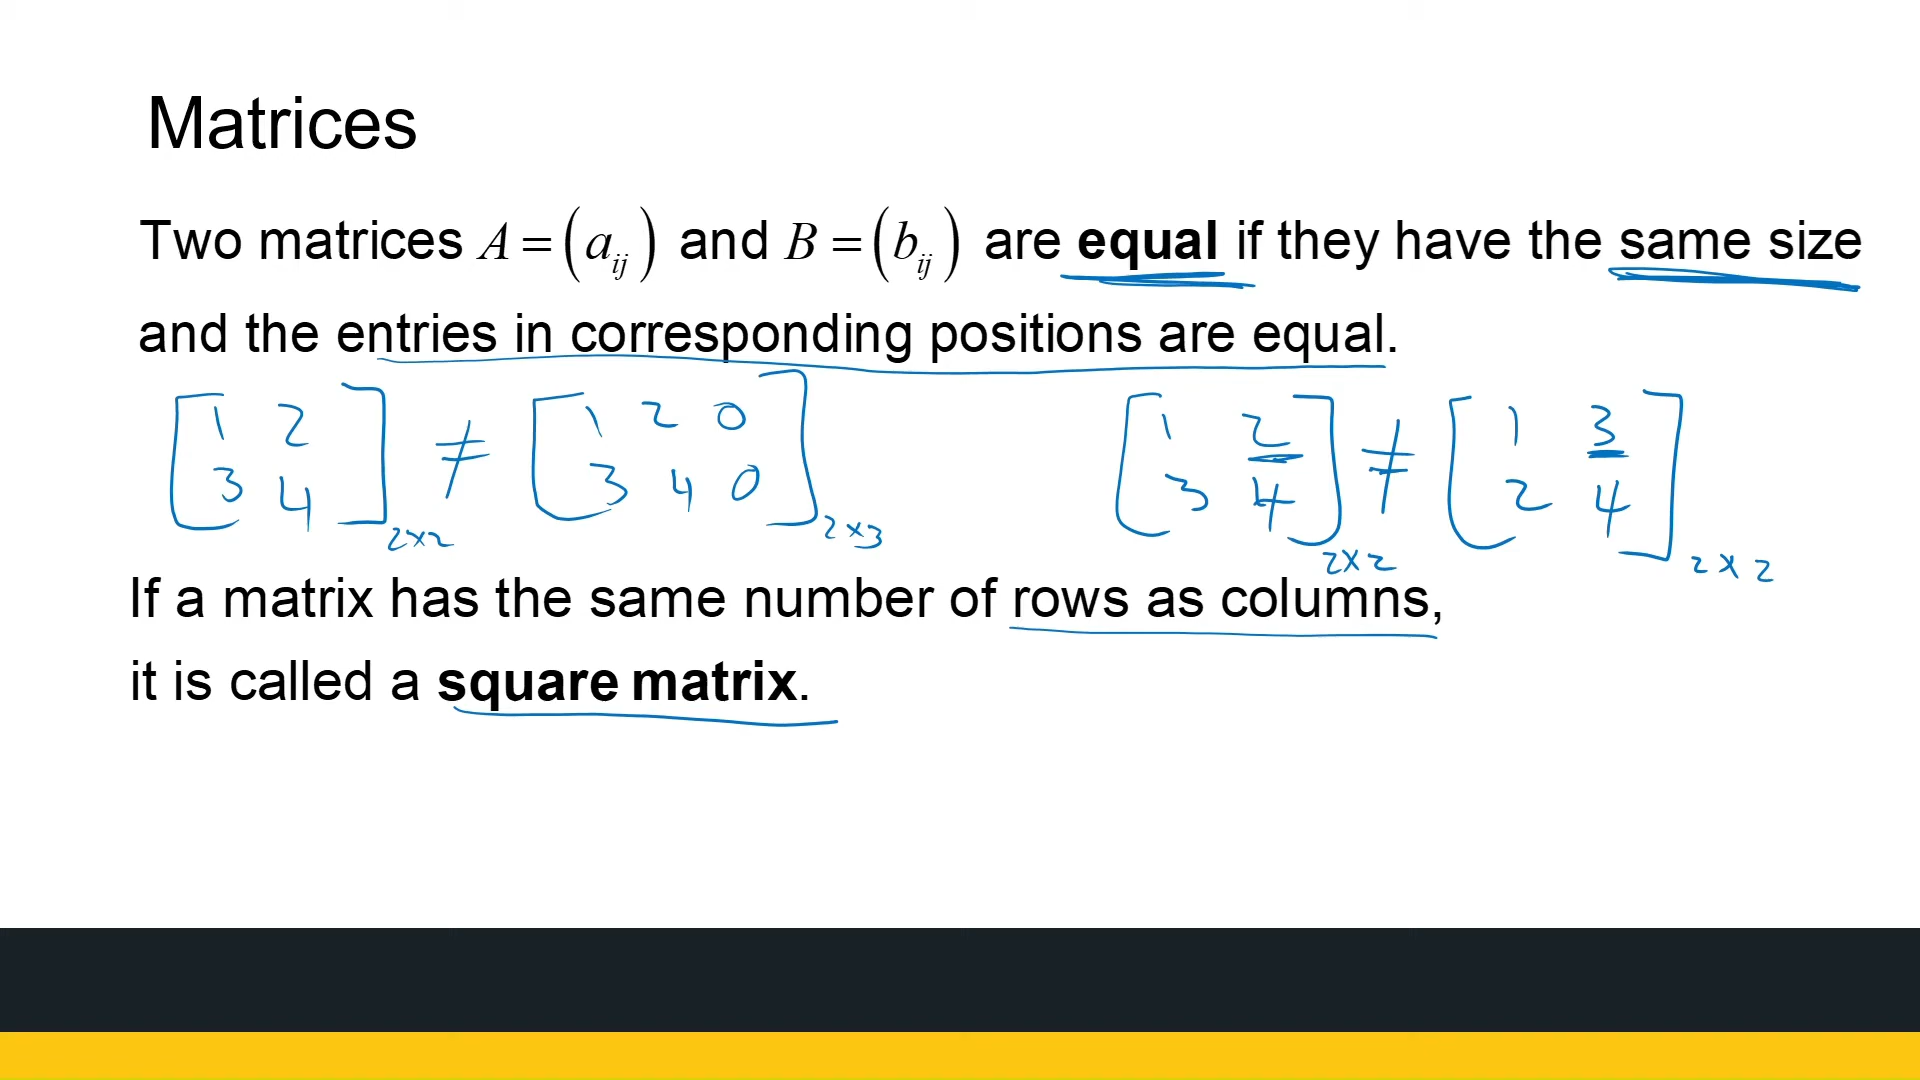 Matrices
Two matrices A = (a_ij) and B = (b_ij) are equal if they have the same size
and the entries in corresponding positions are equal.
[1 2 ≠ [1 2 0 [1 2 ≠ [1 3
3 4]2×2 3 4 0]2×3 3 4]2×2 2 4]2×2
If a matrix has the same number of rows as columns,
it is called a square matrix.